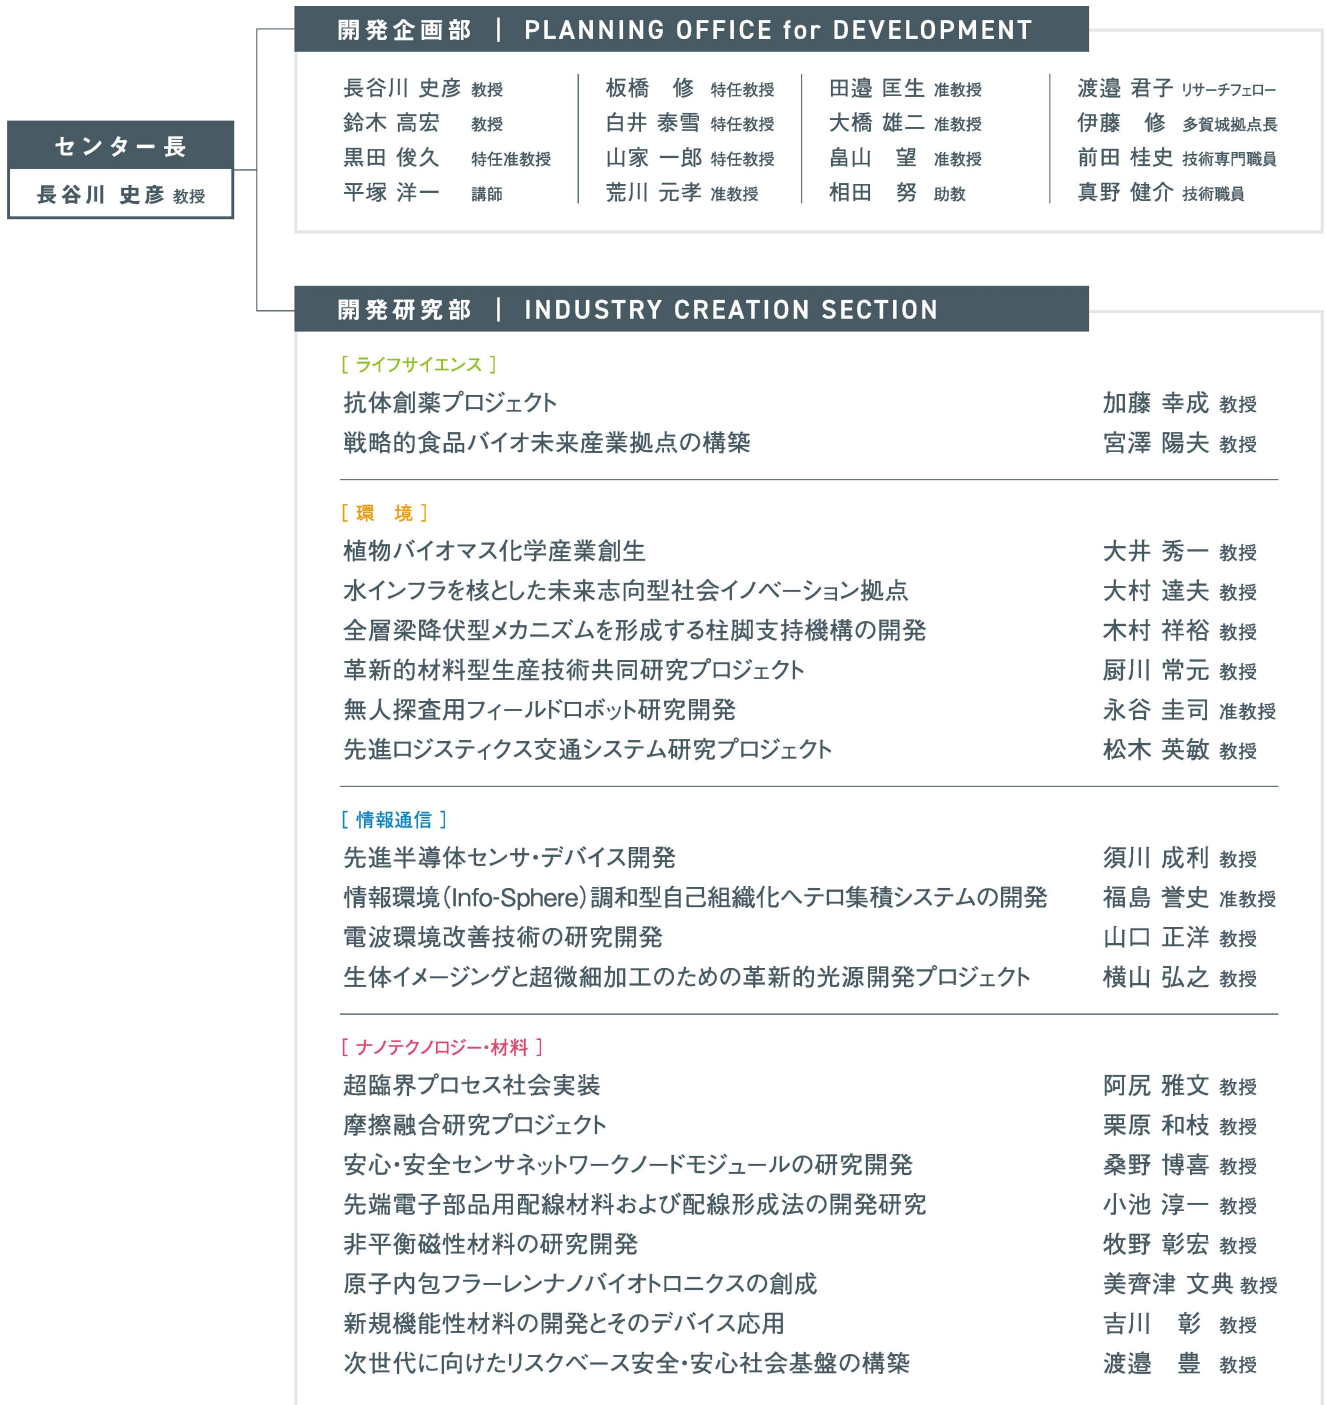 センター長
長谷川 史彦 教授
開発企画部 | PLANNING OFFICE for DEVELOPMENT
長谷川 史彦 教授
鈴木 高宏 教授
黒田 俊久 特任准教授
平塚 洋一 講師
板橋 修 特任教授
白井 泰雪 特任教授
山家 一郎 特任教授
荒川 元孝 准教授
田邉 匡生 准教授
大橋 雄二 准教授
畠山 望 准教授
相田 努 助教
渡邉 君子 リサーチフェロー
伊藤 修 多賀城拠点長
前田 桂史 技術専門職員
真野 健介 技術職員
開発研究部 | INDUSTRY CREATION SECTION
[ ライフサイエンス ]
抗体創薬プロジェクト 加藤 幸成 教授
戦略的食品バイオ未来産業拠点の構築 宮澤 陽夫 教授
[ 環 境 ]
植物バイオマス化学産業創生 大井 秀一 教授
水インフラを核とした未来志向型社会イノベーション拠点 大村 達夫 教授
全層梁降伏型メカニズムを形成する柱脚支持機構の開発 木村 祥裕 教授
革新的材料型生産技術共同研究プロジェクト 厨川 常元 教授
無人探査用フィールドロボット研究開発 永谷 圭司 准教授
先進ロジスティクス交通システム研究プロジェクト 松木 英敏 教授
[ 情報通信 ]
先進半導体センサ・デバイス開発 須川 成利 教授
情報環境(Info-Sphere)調和型自己組織化ヘテロ集積システムの開発 福島 誉史 准教授
電波環境改善技術の研究開発 山口 正洋 教授
生体イメージングと超微細加工のための革新的光源開発プロジェクト 横山 弘之 教授
[ ナノテクノロジー・材料 ]
超臨界プロセス社会実装 阿尻 雅文 教授
摩擦融合研究プロジェクト 栗原 和枝 教授
安心・安全センサネットワークノードモジュールの研究開発 桑野 博喜 教授
先端電子部品用配線材料および配線形成法の開発研究 小池 淳一 教授
非平衡磁性材料の研究開発 牧野 彰宏 教授
原子内包フラーレンナノバイオトロニクスの創成 美齊津 文典 教授
新規機能性材料の開発とそのデバイス応用 吉川 彰 教授
次世代に向けたリスクベース安全・安心社会基盤の構築 渡邉 豊 教授